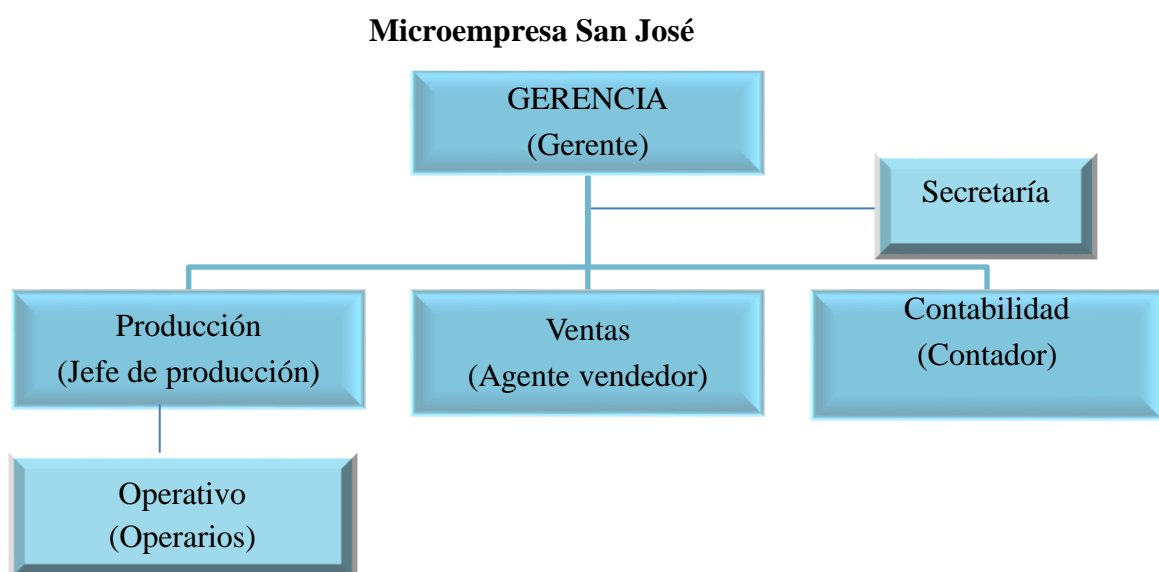 Microempresa San José
GERENCIA
(Gerente)
Secretaría
Producción
(Jefe de producción)
Ventas
(Agente vendedor)
Contabilidad
(Contador)
Operativo
(Operarios)